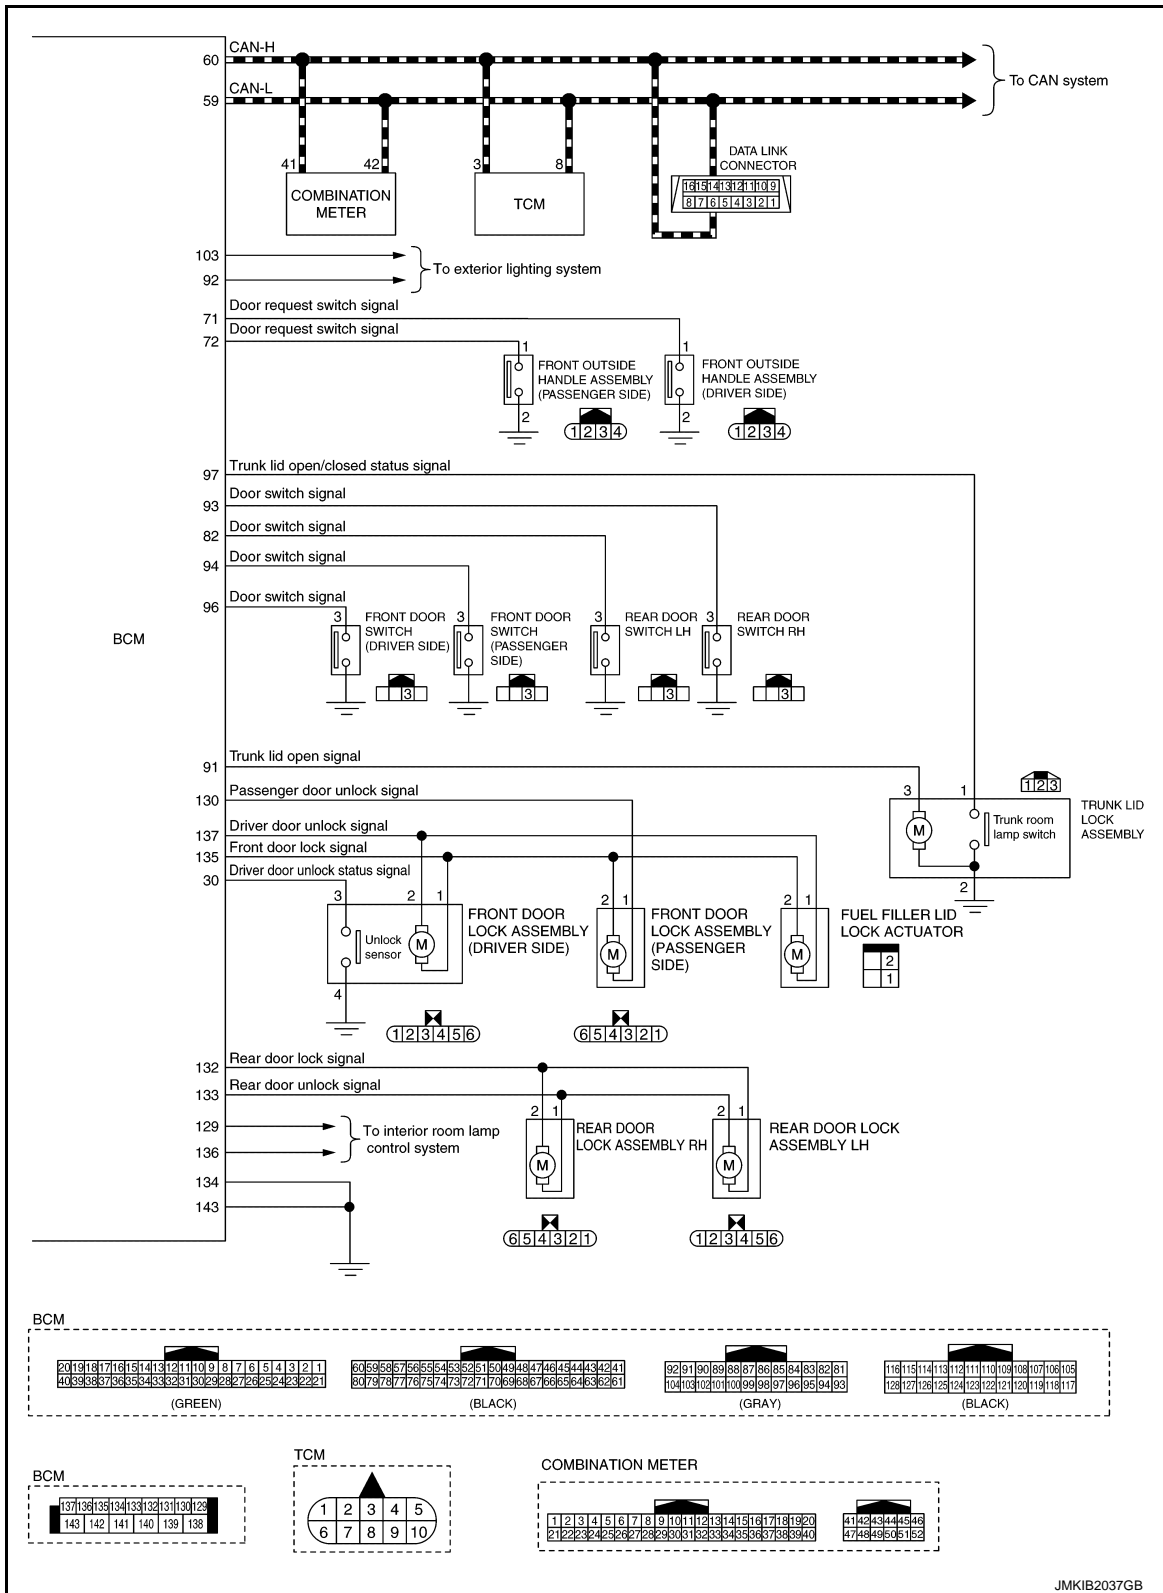 CAN-H
60
CAN-L
59
To CAN system
41 42
COMBINATION
METER
3 8
TCM
DATA LINK
CONNECTOR
16 15 14 13 12 11 10 9
8 7 6 5 4 3 2 1
103
92
To exterior lighting system
Door request switch signal
71
Door request switch signal
72
1
FRONT OUTSIDE
HANDLE ASSEMBLY
(PASSENGER SIDE)
2
1 2 3 4
1
FRONT OUTSIDE
HANDLE ASSEMBLY
(DRIVER SIDE)
2
1 2 3 4
Trunk lid open/closed status signal
97
Door switch signal
93
Door switch signal
82
Door switch signal
94
Door switch signal
96
BCM
3
FRONT DOOR
SWITCH
(DRIVER SIDE)
3
3
FRONT DOOR
SWITCH
(PASSENGER
SIDE)
3
3
REAR DOOR
SWITCH LH
3
3
REAR DOOR
SWITCH RH
3
Trunk lid open signal
91
Passenger door unlock signal
130
Driver door unlock signal
137
Front door lock signal
135
Driver door unlock status signal
30
3 1
1 2 3
Trunk room
lamp switch
M
2
TRUNK LID
LOCK
ASSEMBLY
3 2 1
Unlock
sensor
M
4
FRONT DOOR
LOCK ASSEMBLY
(DRIVER SIDE)
1 2 3 4 5 6
2 1
M
FRONT DOOR
LOCK ASSEMBLY
(PASSENGER
SIDE)
6 5 4 3 2 1
2 1
M
FUEL FILLER LID
LOCK ACTUATOR
2
1
Rear door lock signal
132
Rear door unlock signal
133
129
136
To interior room lamp
control system
134
143
2 1
M
REAR DOOR
LOCK ASSEMBLY RH
6 5 4 3 2 1
2 1
M
REAR DOOR LOCK
ASSEMBLY LH
1 2 3 4 5 6
BCM
20 19 18 17 16 15 14 13 12 11 10 9 8 7 6 5 4 3 2 1
40 39 38 37 36 35 34 33 32 31 30 29 28 27 26 25 24 23 22 21
(GREEN)
60 59 58 57 56 55 54 53 52 51 50 49 48 47 46 45 44 43 42 41
80 79 78 77 76 75 74 73 72 71 70 69 68 67 66 65 64 63 62 61
(BLACK)
92 91 90 89 88 87 86 85 84 83 82 81
104 103 102 101 100 99 98 97 96 95 94 93
(GRAY)
116 115 114 113 112 111 110 109 108 107 106 105
128 127 126 125 124 123 122 121 120 119 118 117
(BLACK)
BCM
137 136 135 134 133 132 131 130 129
143 142 141 140 139 138
TCM
1 2 3 4 5
6 7 8 9 10
COMBINATION METER
1 2 3 4 5 6 7 8 9 10 11 12 13 14 15 16 17 18 19 20
21 22 23 24 25 26 27 28 29 30 31 32 33 34 35 36 37 38 39 40
41 42 43 44 45 46
47 48 49 50 51 52
JMKIB2037GB